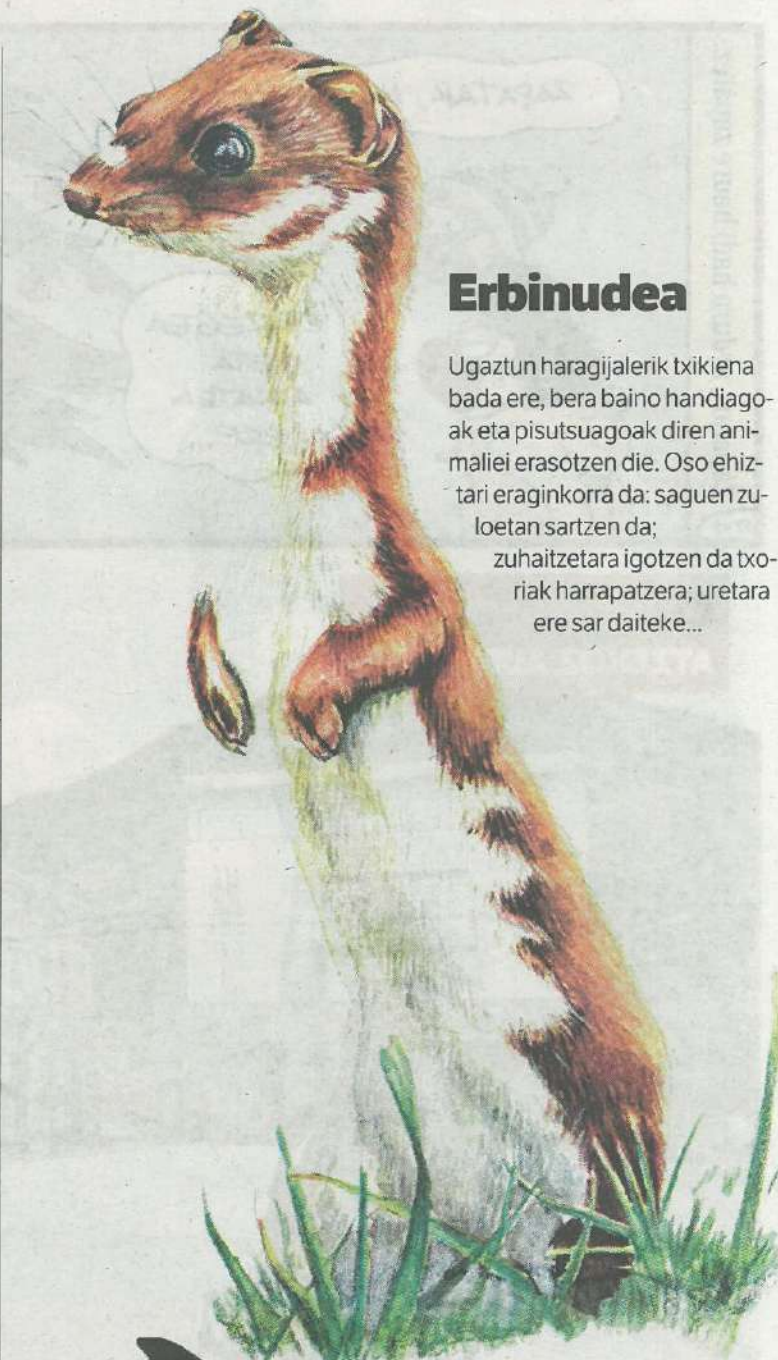 Erbinudea
Ugaztun haragijalerik txikiena
bada ere, bera baino handiago-
ak eta pisutsuagoak diren ani-
maliei erasotzen die. Oso ehiz-
tari eraginkorra da: saguen zu-
loetan sartzen da;
zuhaitzetara igotzen da txo-
riak harrapatzera; uretara
ere sar daiteke...